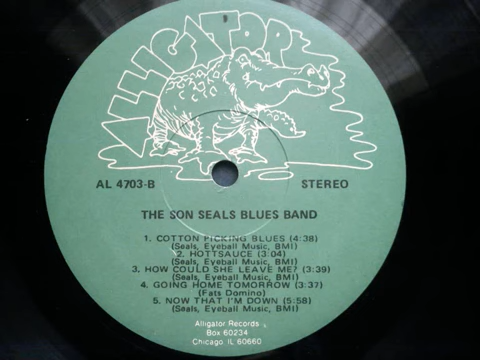 ALLIGATOR
AL 4703-B
STEREO
THE SON SEALS BLUES BAND
1. COTTON PICKING BLUES (4:38)
(Seals, Eyeball Music, BMI)
2. HOTTSAUCE (3:04)
(Seals, Eyeball Music, BMI)
3. HOW COULD SHE LEAVE ME? (3:39)
(Seals, Eyeball Music, BMI)
4. GOING HOME TOMORROW (3:37)
(Fats Domino)
5. NOW THAT I'M DOWN (5:58)
(Seals, Eyeball Music, BMI)
Alligator Records
Box 60234
Chicago IL 60660